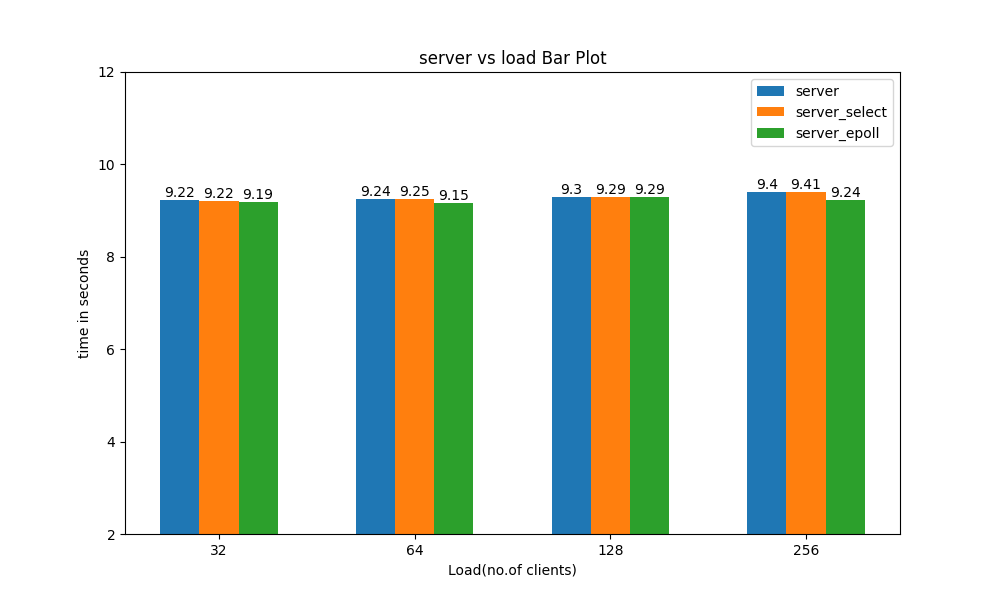 server vs load Bar Plot
server
server_select
server_epoll
12
10
8
6
4
2
time in seconds
9.22 9.22 9.19
9.24 9.25 9.15
9.3 9.29 9.29
9.4 9.41 9.24
32 64 128 256
Load(no.of clients)